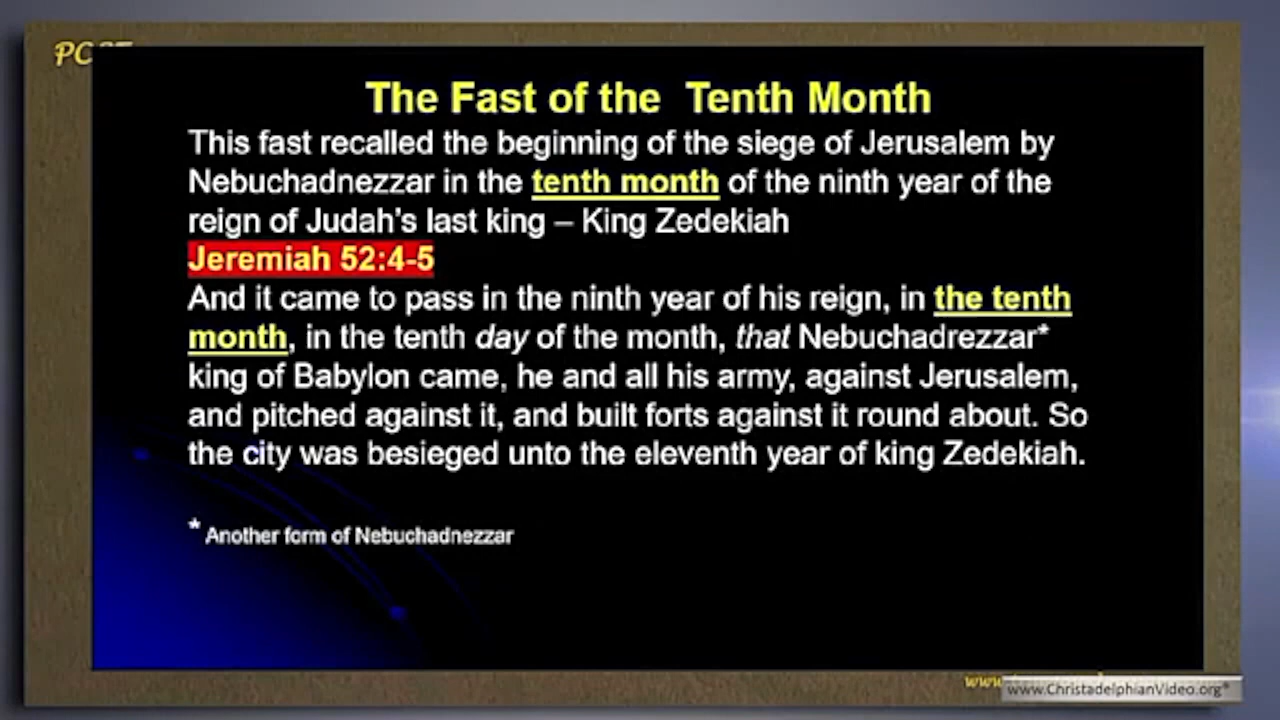 The Fast of the Tenth Month
This fast recalled the beginning of the siege of Jerusalem by
Nebuchadnezzar in the tenth month of the ninth year of the
reign of Judah's last king – King Zedekiah
Jeremiah 52:4-5
And it came to pass in the ninth year of his reign, in the tenth
month, in the tenth day of the month, that Nebuchadrezzar*
king of Babylon came, he and all his army, against Jerusalem,
and pitched against it, and built forts against it round about. So
the city was besieged unto the eleventh year of king Zedekiah.
* Another form of Nebuchadnezzar
www.ChristadelphianVideo.org*